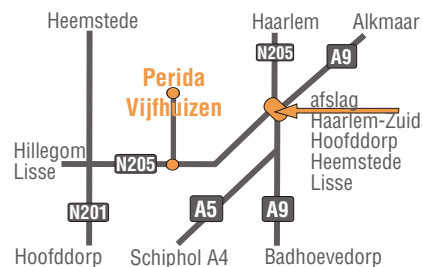 Heemstede
Haarlem
Alkmaar
N205
A9
Perida
Vijfhuizen
afslag
Haarlem-Zuid
Hoofddorp
Heemstede
Lisse
Hillegom
Lisse
N205
N201
A5
A9
Hoofddorp
Schiphol A4
Badhoevedorp